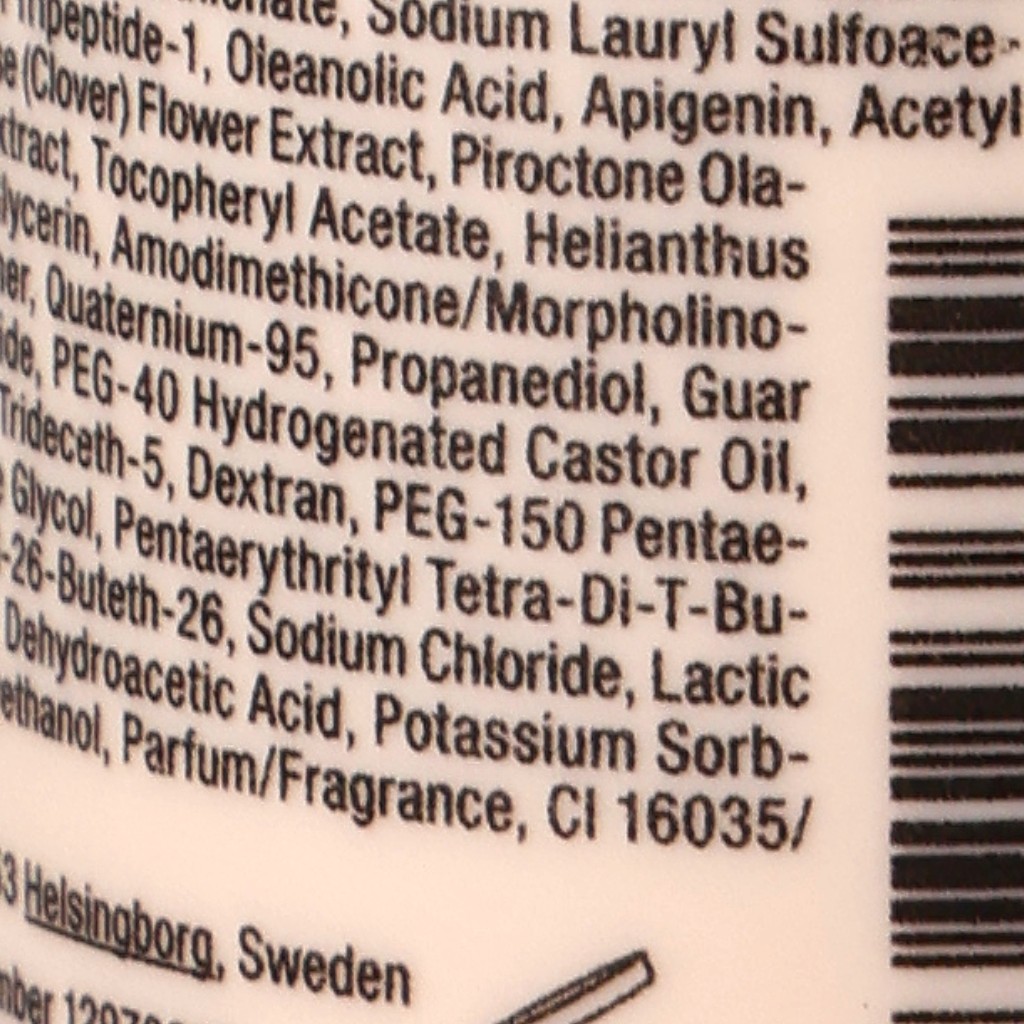 Sodium Lauryl Sulfoace-
Oleanolic Acid, Apigenin, Acetyl
(Clover) Flower Extract, Piroctone Ola-
Tocopheryl Acetate, Helianthus
Amodimethicone/Morpholino-
Quaternium-95, Propanediol, Guar
PEG-40 Hydrogenated Castor Oil,
Trideceth-5, Dextran, PEG-150 Pentae-
Glycol, Pentaerythrityl Tetra-Di-T-Bu-
-26-Buteth-26, Sodium Chloride, Lactic
Dehydroacetic Acid, Potassium Sorb-
ethanol, Parfum/Fragrance, CI 16035/
Helsingborg, Sweden